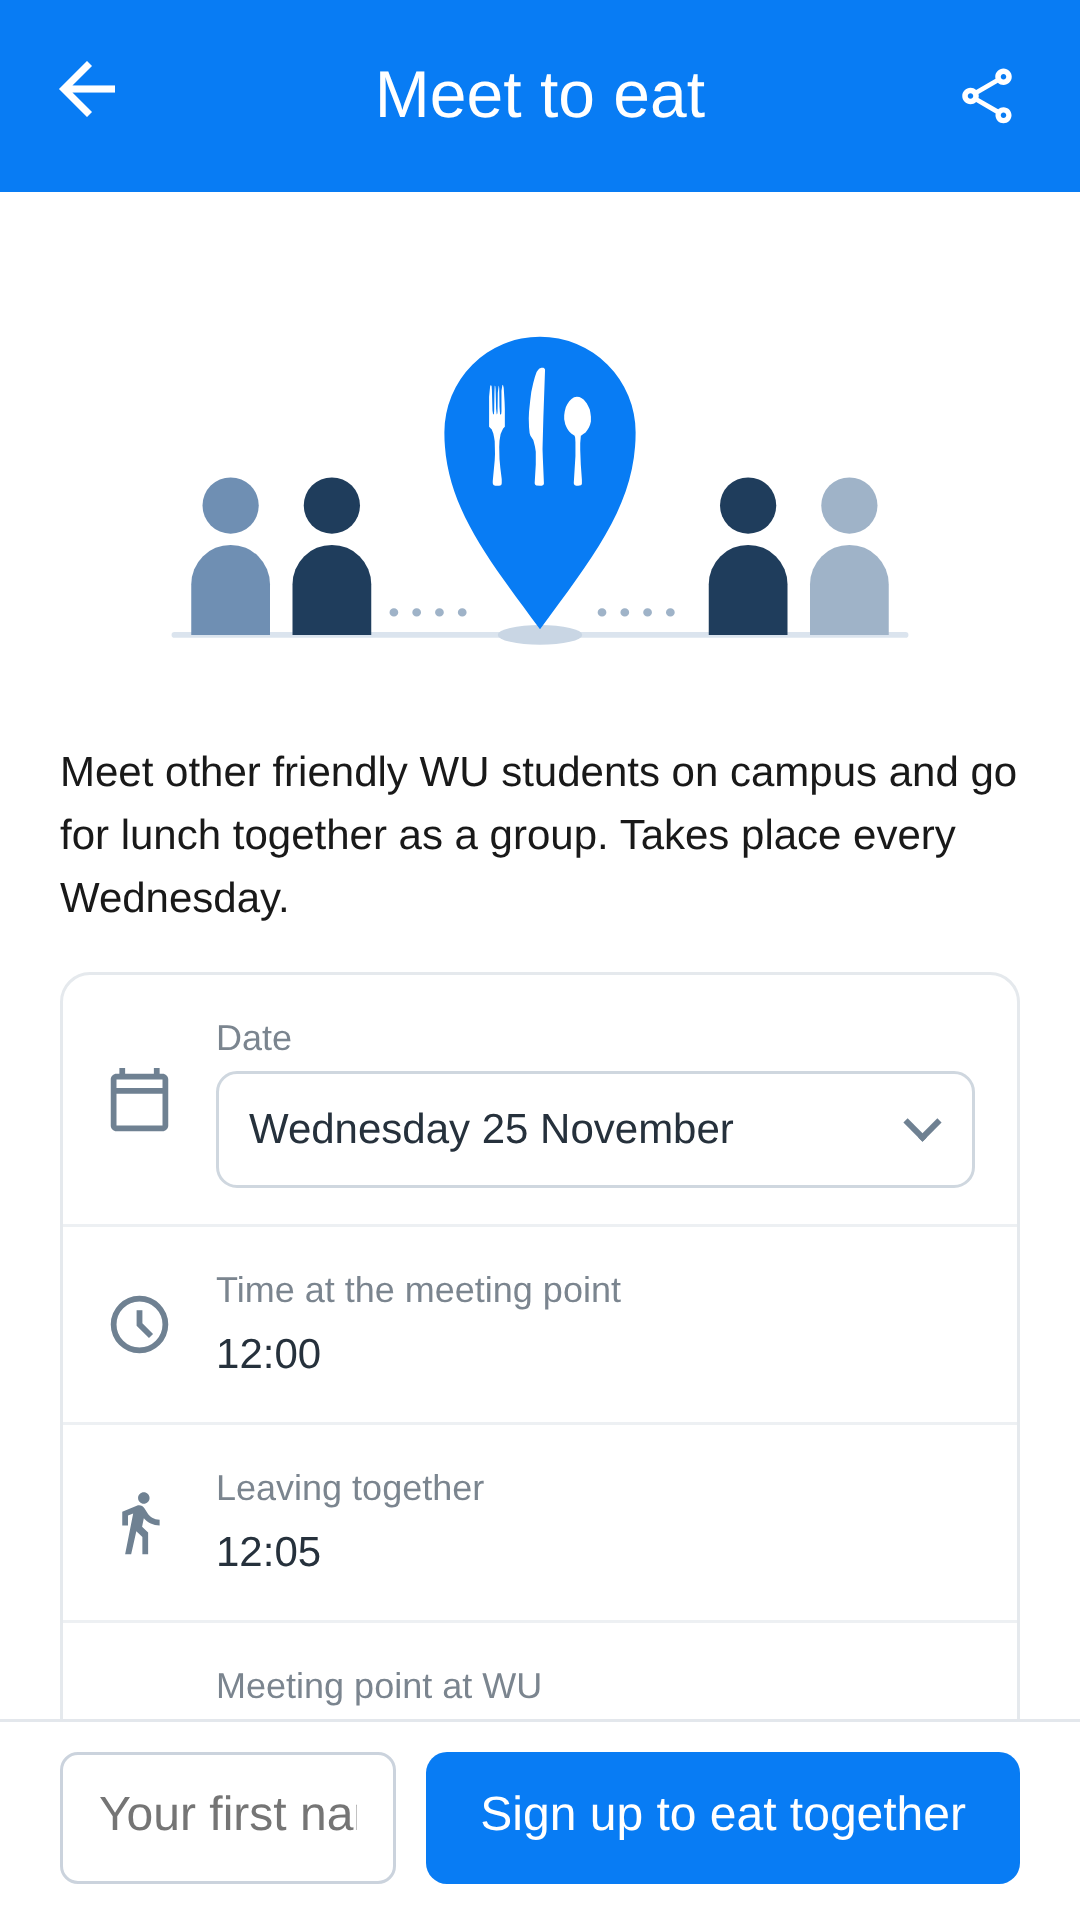 Meet to eat
Meet other friendly WU students on campus and go
for lunch together as a group. Takes place every
Wednesday.
Date
Wednesday 25 November
Time at the meeting point
12:00
Leaving together
12:05
Meeting point at WU
Your first na
Sign up to eat together